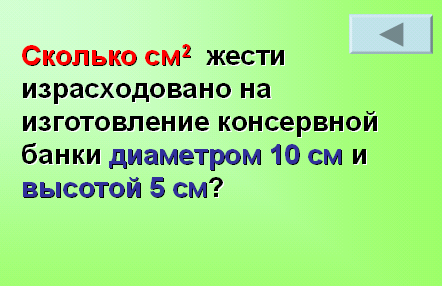 Сколько см² жести
израсходовано на
изготовление консервной
банки диаметром 10 см и
высотой 5 см?